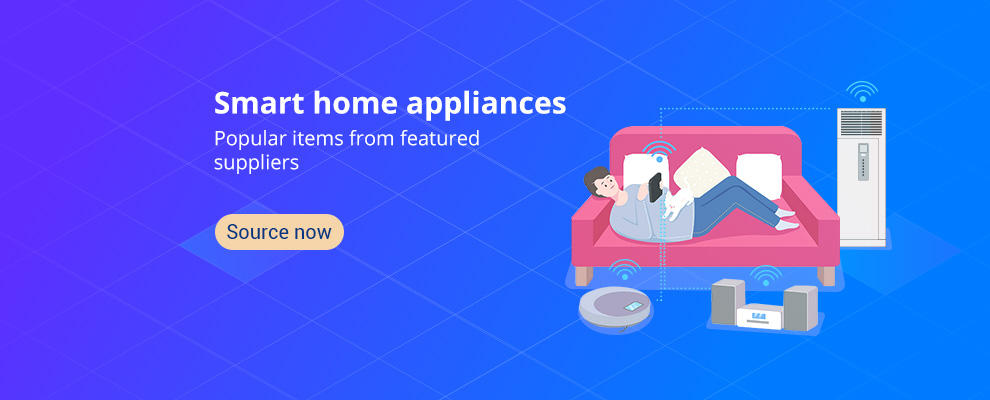 Smart home appliances
Popular items from featured
suppliers
Source now